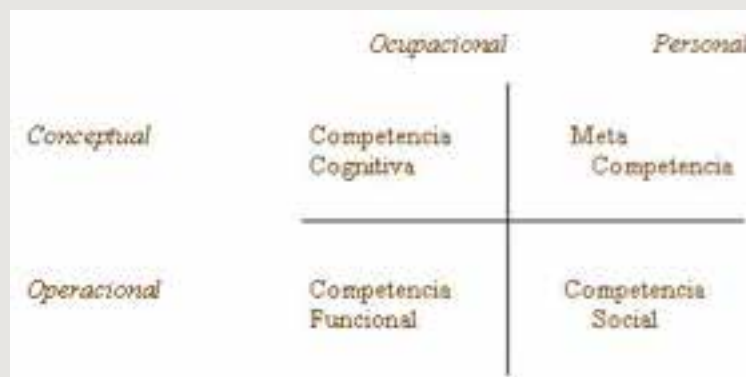 Ocupacional Personal
Conceptual Competencia Meta
Cognitiva Competencia
Operacional Competencia Competencia
Funcional Social